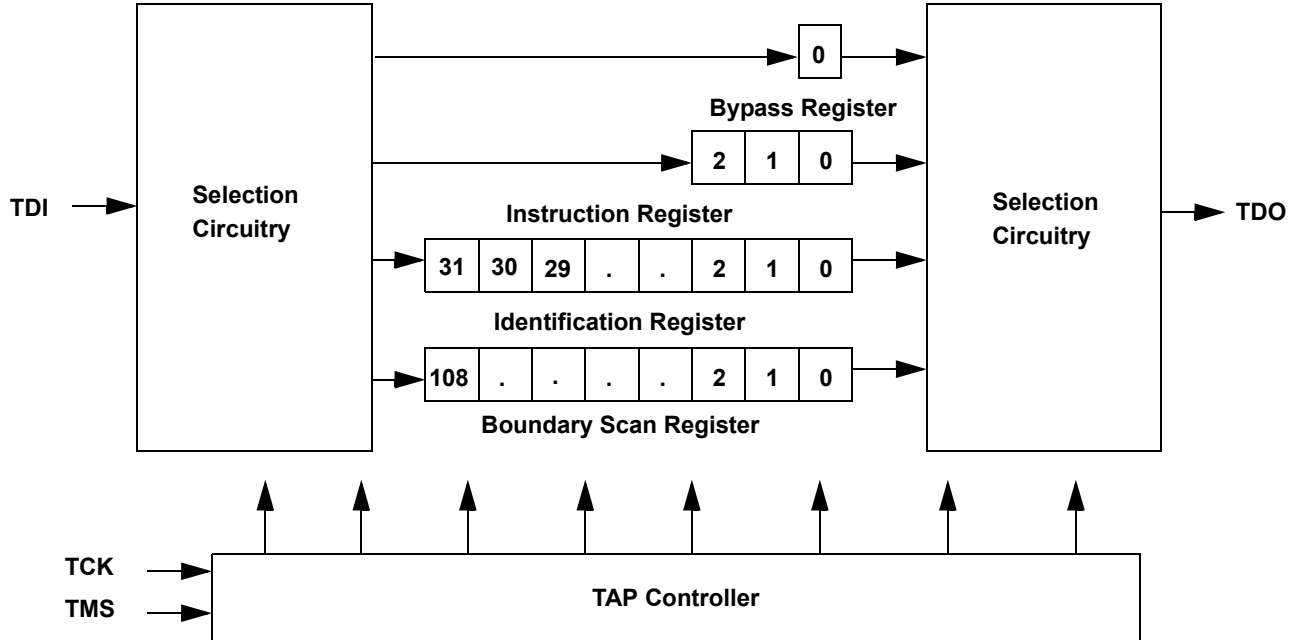 0
Bypass Register
2 1 0
Selection
Circuitry
Selection
Circuitry
TDI
TDO
Instruction Register
31 30 29 . . 2 1 0
Identification Register
108 . . . . 2 1 0
Boundary Scan Register
TCK
TMS
TAP Controller